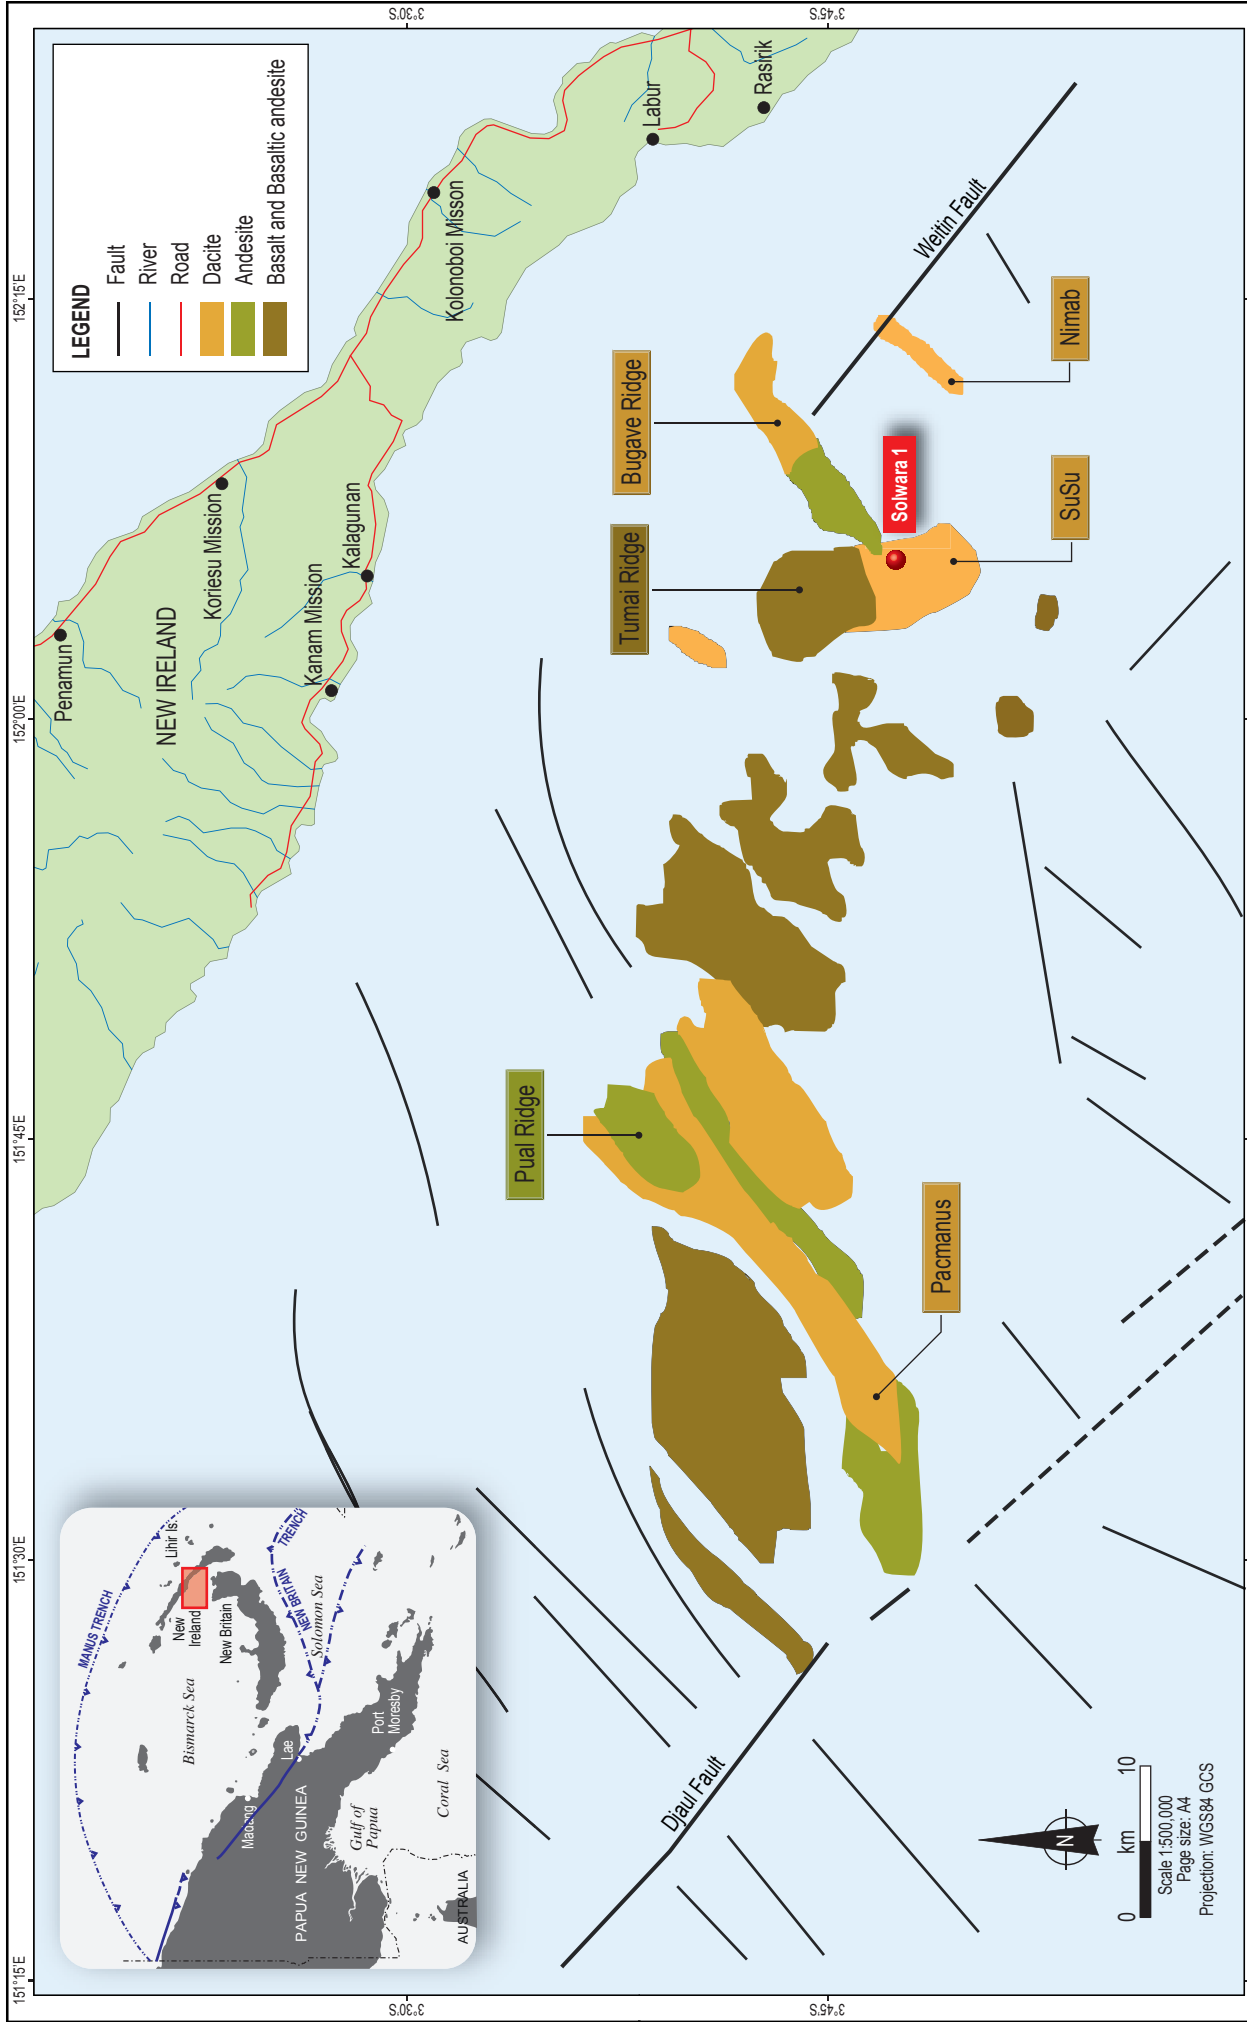 151°15'E
151°30'E
151°45'E
152°00'E
152°15'E
3°30'S
3°45'S
3°30'S
3°45'S
MANUS TRENCH
Lihir Is.
New
Ireland
Bismarck Sea
New Britain
NEW BRITAIN
TRENCH
Solomon Sea
Madang
Lae
PAPUA NEW GUINEA
Gulf of
Papua
Port
Moresby
Coral Sea
AUSTRALIA
Penamun
NEW IRELAND
Koriesu Mission
Kanam Mission
Kalagunan
Kolonoboi Misson
Labur
Rasirik
LEGEND
Fault
River
Road
Dacite
Andesite
Basalt and Basaltic andesite
Pual Ridge
Tumai Ridge
Bugave Ridge
Solwara 1
Weitin Fault
Djaul Fault
Pacmanus
SuSu
Nimab
N
0
km
10
Scale 1:500,000
Page size: A4
Projection: WGS84 GCS